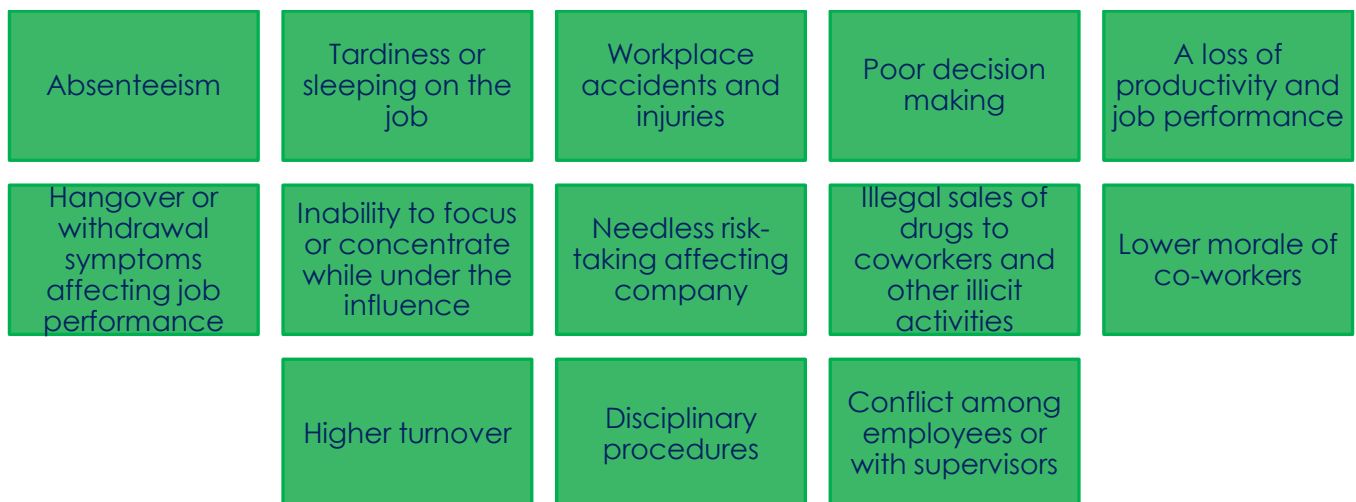 Absenteeism
Tardiness or
sleeping on the
job
Workplace
accidents and
injuries
Poor decision
making
A loss of
productivity and
job performance
Hangover or
withdrawal
symptoms
affecting job
performance
Inability to focus
or concentrate
while under the
influence
Needless risk-
taking affecting
company
Illegal sales of
drugs to
coworkers and
other illicit
activities
Lower morale of
co-workers
Higher turnover
Disciplinary
procedures
Conflict among
employees or
with supervisors